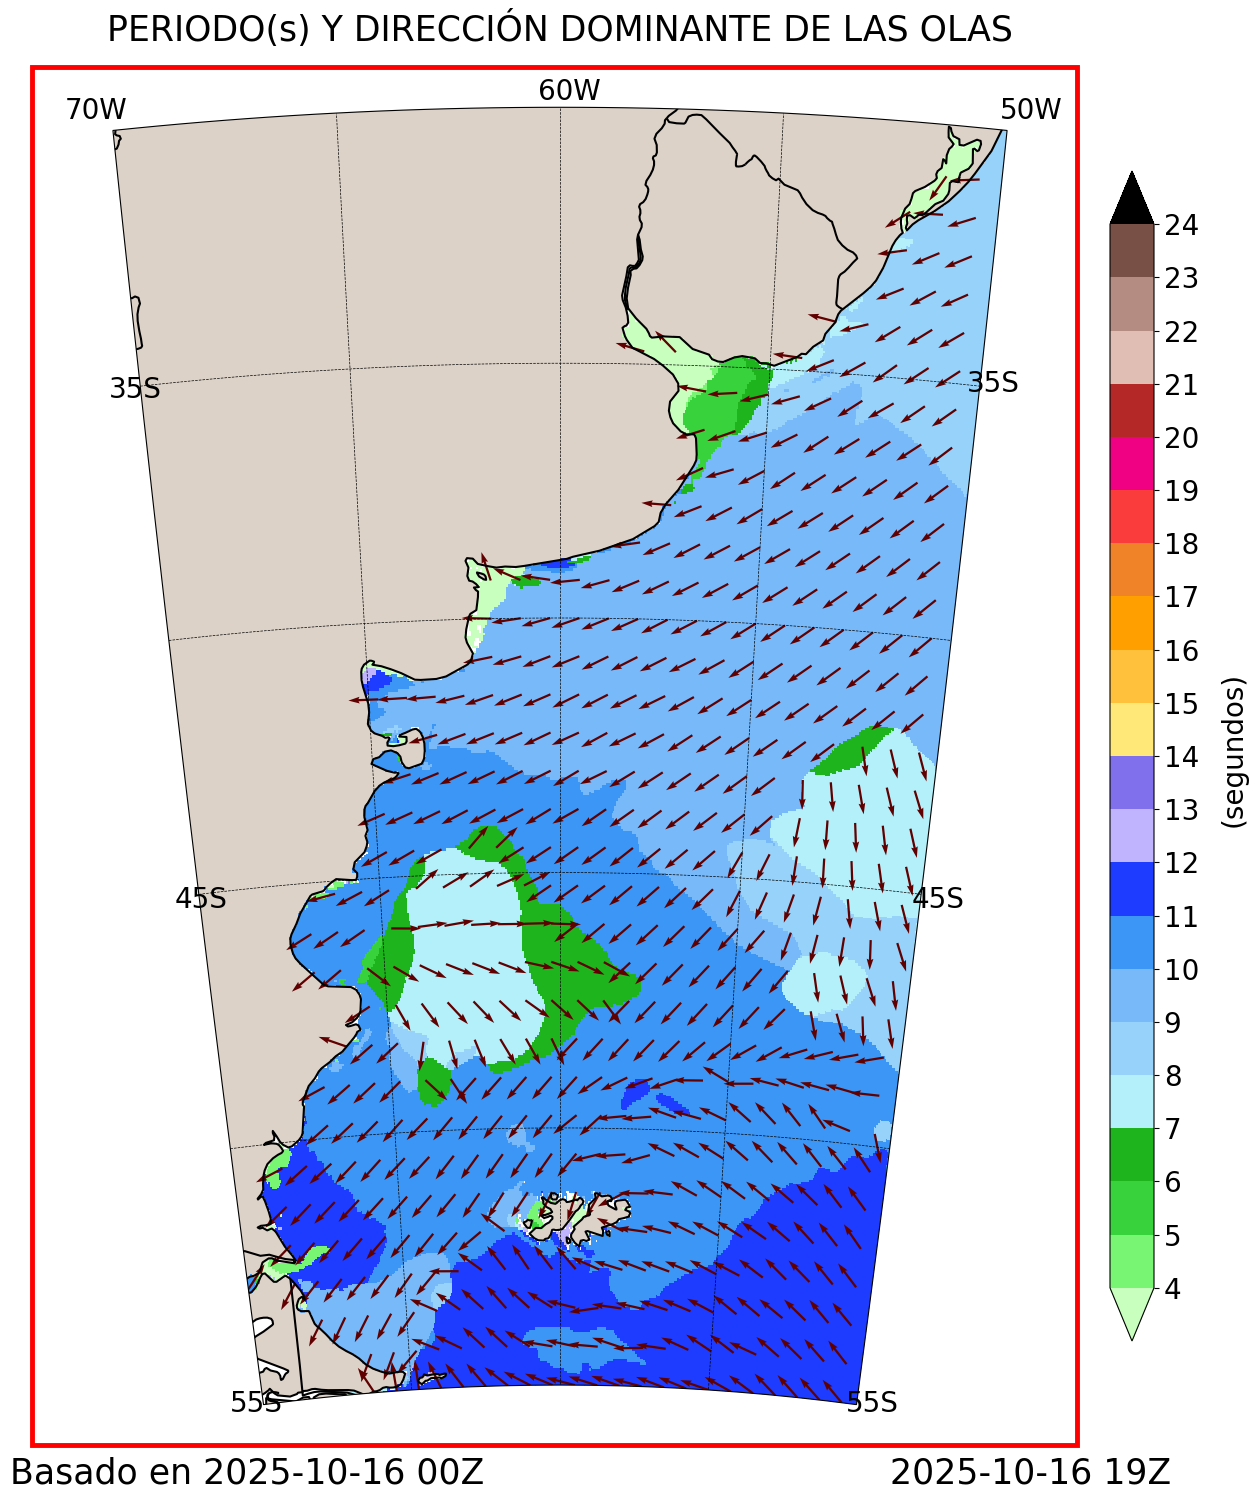 PERIODO(s) Y DIRECCIÓN DOMINANTE DE LAS OLAS
70W
60W
50W
35S
35S
45S
45S
55S
55S
24
23
22
21
20
19
18
17
16
15
14
13
12
11
10
9
8
7
6
5
4
(segundos)
Basado en 2025-10-16 00Z
2025-10-16 19Z